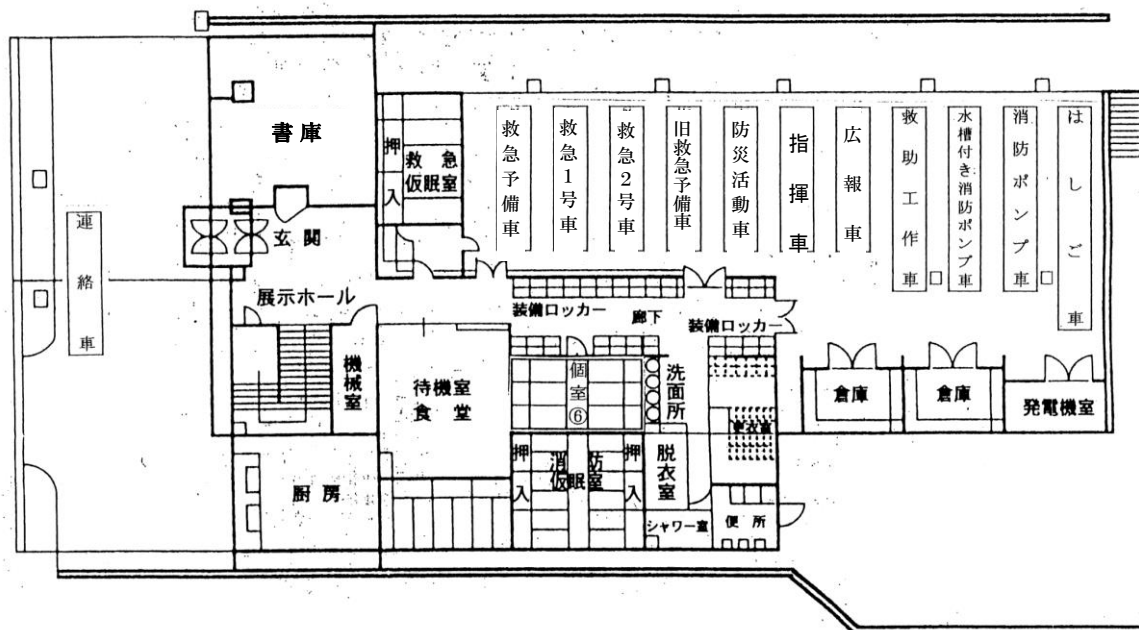 書庫
押入
救急
仮眠室
救急予備車
救急1号車
救急2号車
旧救急予備車
防災活動車
指揮車
広報車
救助工作車
水槽付き消防ポンプ車
消防ポンプ車
はしご車
連絡車
玄関
展示ホール
装備ロッカー
廊下
装備ロッカー
機械室
待機室
食堂
個室⑥
洗面所
倉庫
倉庫
発電機室
更衣室
厨房
押入
消防
仮眠室
押入
脱衣室
シャワー室
便所